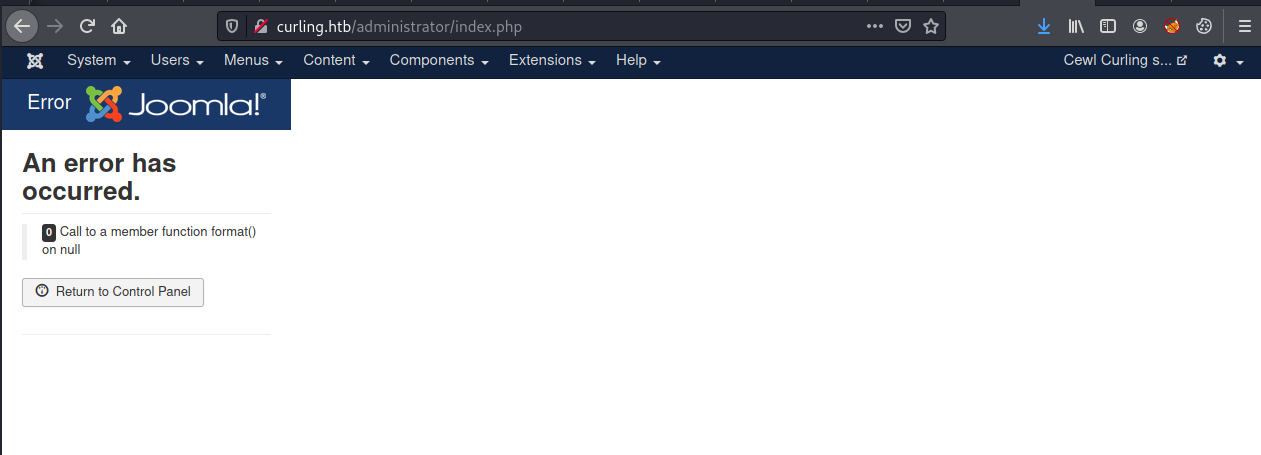 curling.htb/administrator/index.php
System Users Menus Content Components Extensions Help Cewl Curling s...
Error Joomla!®
An error has
occurred.
0 Call to a member function format()
on null
Return to Control Panel